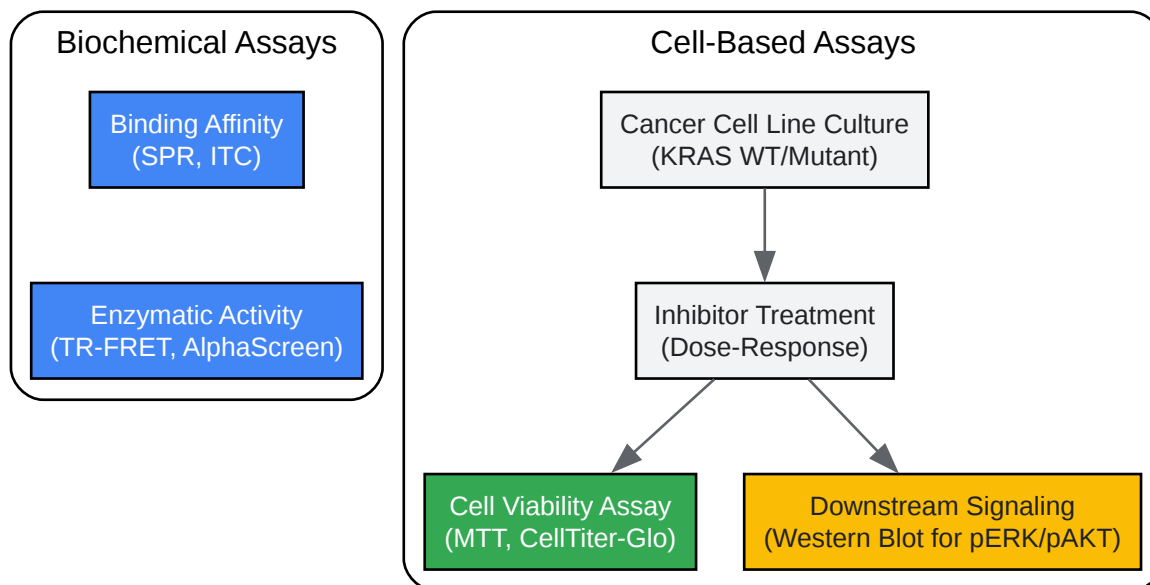 Biochemical Assays
Binding Affinity
(SPR, ITC)
Enzymatic Activity
(TR-FRET, AlphaScreen)
Cell-Based Assays
Cancer Cell Line Culture
(KRAS WT/Mutant)
Inhibitor Treatment
(Dose-Response)
Cell Viability Assay
(MTT, CellTiter-Glo)
Downstream Signaling
(Western Blot for pERK/pAKT)